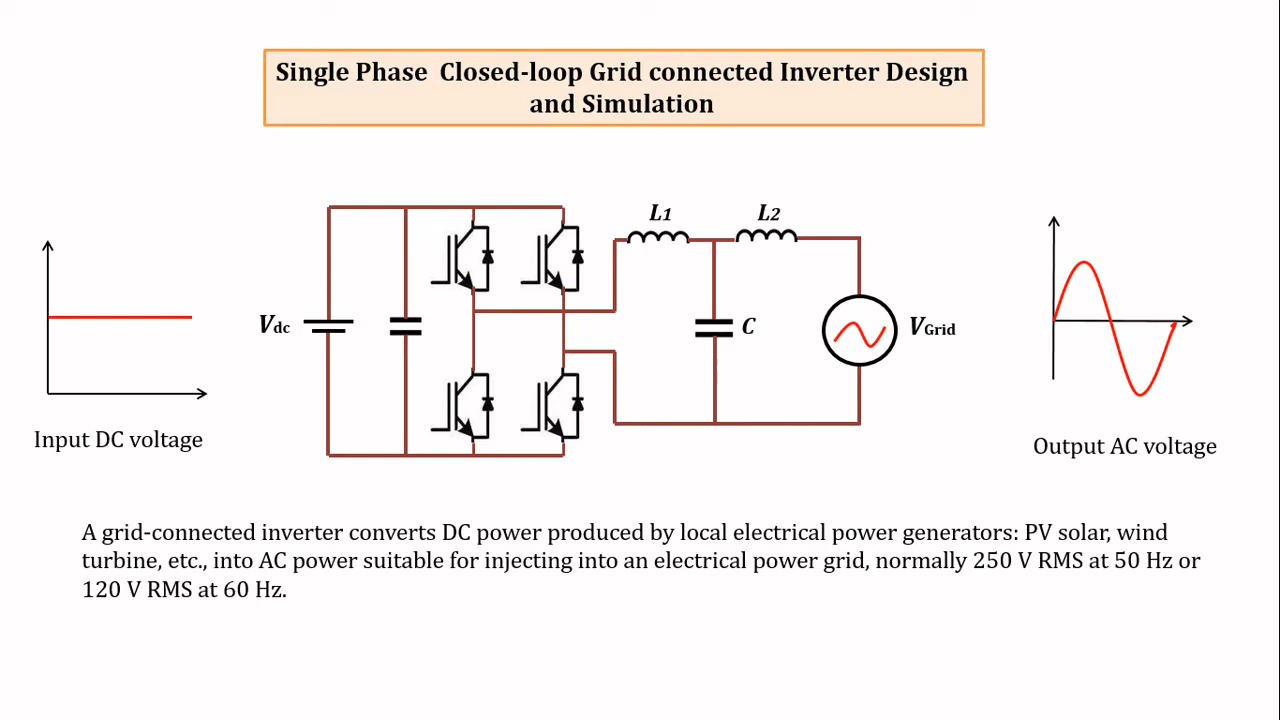 Single Phase Closed-loop Grid connected Inverter Design
and Simulation
L1
L2
Vdc
C
VGrid
Input DC voltage
Output AC voltage
A grid-connected inverter converts DC power produced by local electrical power generators: PV solar, wind
turbine, etc., into AC power suitable for injecting into an electrical power grid, normally 250 V RMS at 50 Hz or
120 V RMS at 60 Hz.